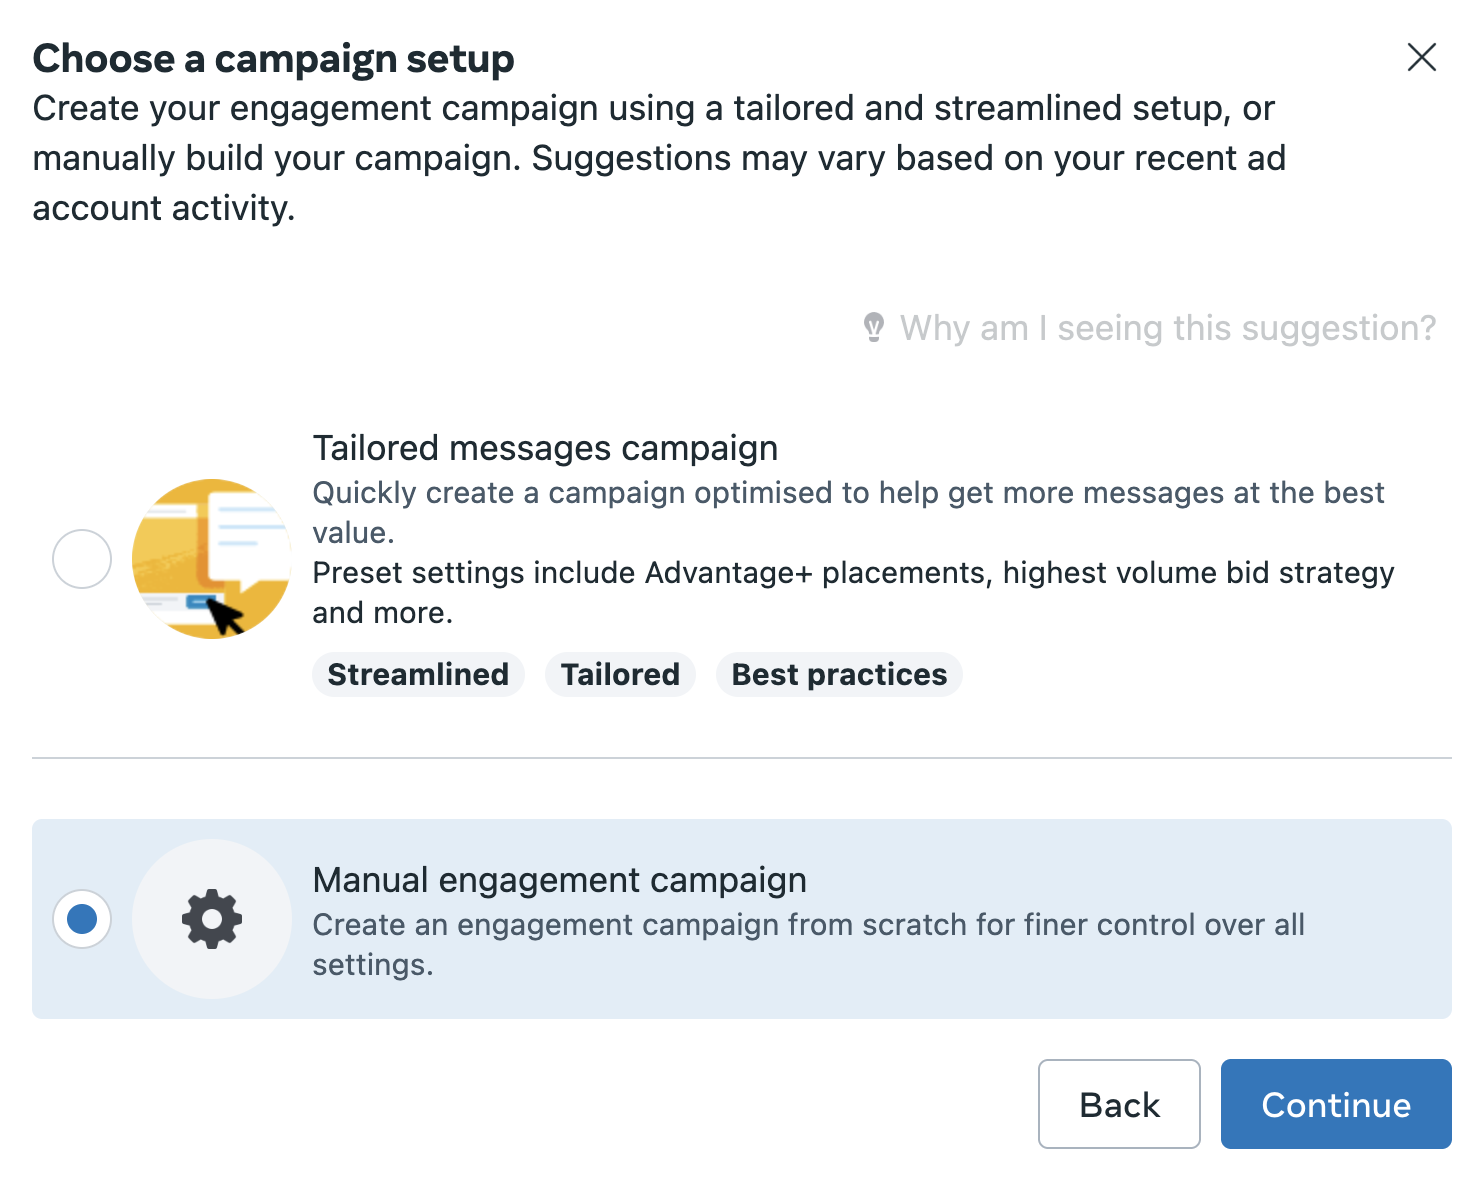 Choose a campaign setup
Create your engagement campaign using a tailored and streamlined setup, or
manually build your campaign. Suggestions may vary based on your recent ad
account activity.
Why am I seeing this suggestion?
Tailored messages campaign
Quickly create a campaign optimised to help get more messages at the best
value.
Preset settings include Advantage+ placements, highest volume bid strategy
and more.
Streamlined Tailored Best practices
Manual engagement campaign
Create an engagement campaign from scratch for finer control over all
settings.
Back Continue